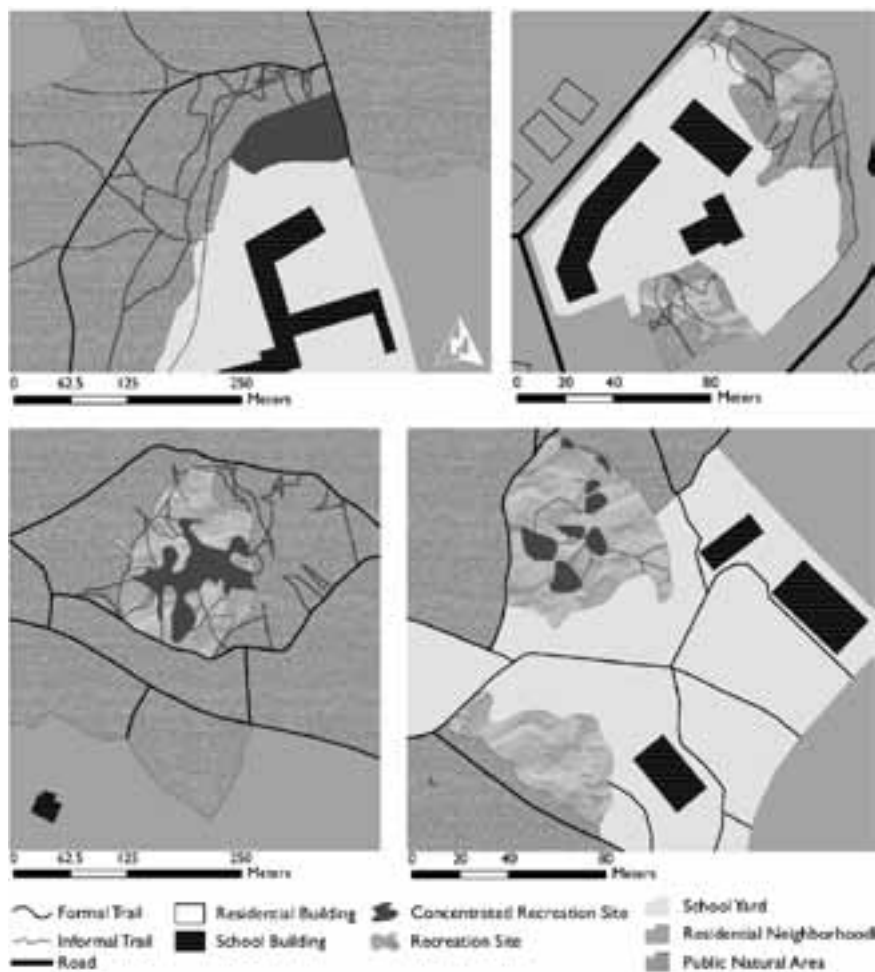 0 62.5 125 250
Meters
0 20 40 80
Meters
0 62.5 125 250
Meters
0 20 40 80
Meters
Formal Trail
Informal Trail
Road
Residential Building
School Building
Concentrated Recreation Site
Recreation Site
School Yard
Residential Neighborhood
Public Natural Area